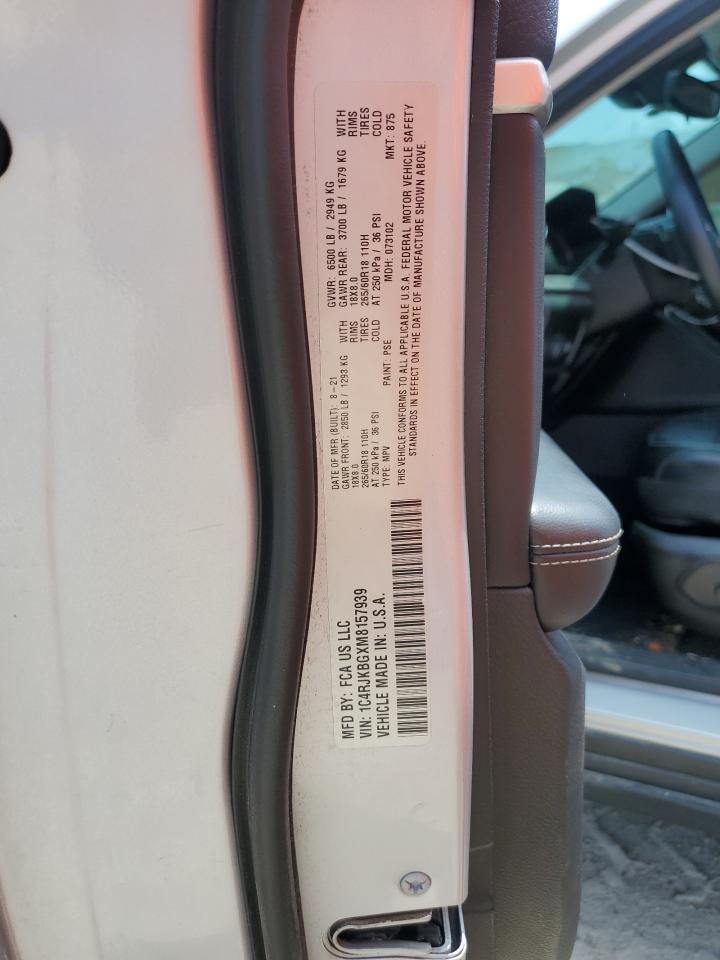 MFD BY: FCA US LLC
VIN: 1C4RJKBGXM8157939
VEHICLE MADE IN: U.S.A.
DATE OF MFR (BUILT): 8-21
GAWR FRONT: 2850 LB / 1293 KG WITH
18X8.0 RIMS
265/60R18 110H TIRES
AT 250 kPa / 36 PSI COLD
TYPE: MPV PAINT: PSE
GVWR: 6500 LB / 2949 KG
GAWR REAR: 3700 LB / 1679 KG WITH
18X8.0 RIMS
265/60R18 110H TIRES
AT 250 kPa / 36 PSI COLD
MDH: 073102 MKT: 875
THIS VEHICLE CONFORMS TO ALL APPLICABLE U.S.A. FEDERAL MOTOR VEHICLE SAFETY
STANDARDS IN EFFECT ON THE DATE OF MANUFACTURE SHOWN ABOVE.